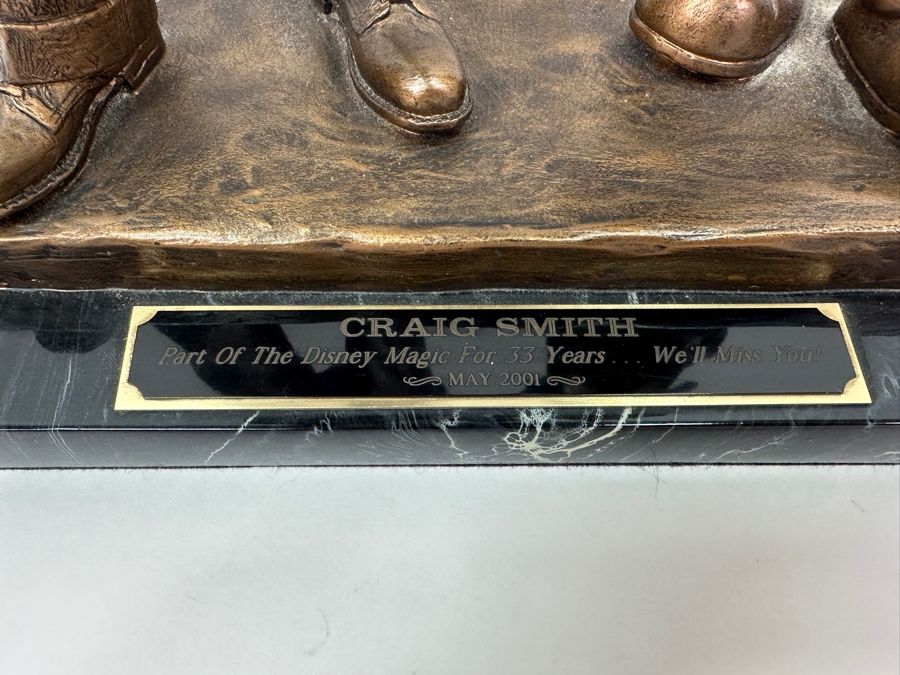 CRAIG SMITH
Part Of The Disney Magic For 33 Years . . . We'll Miss You!
MAY 2001